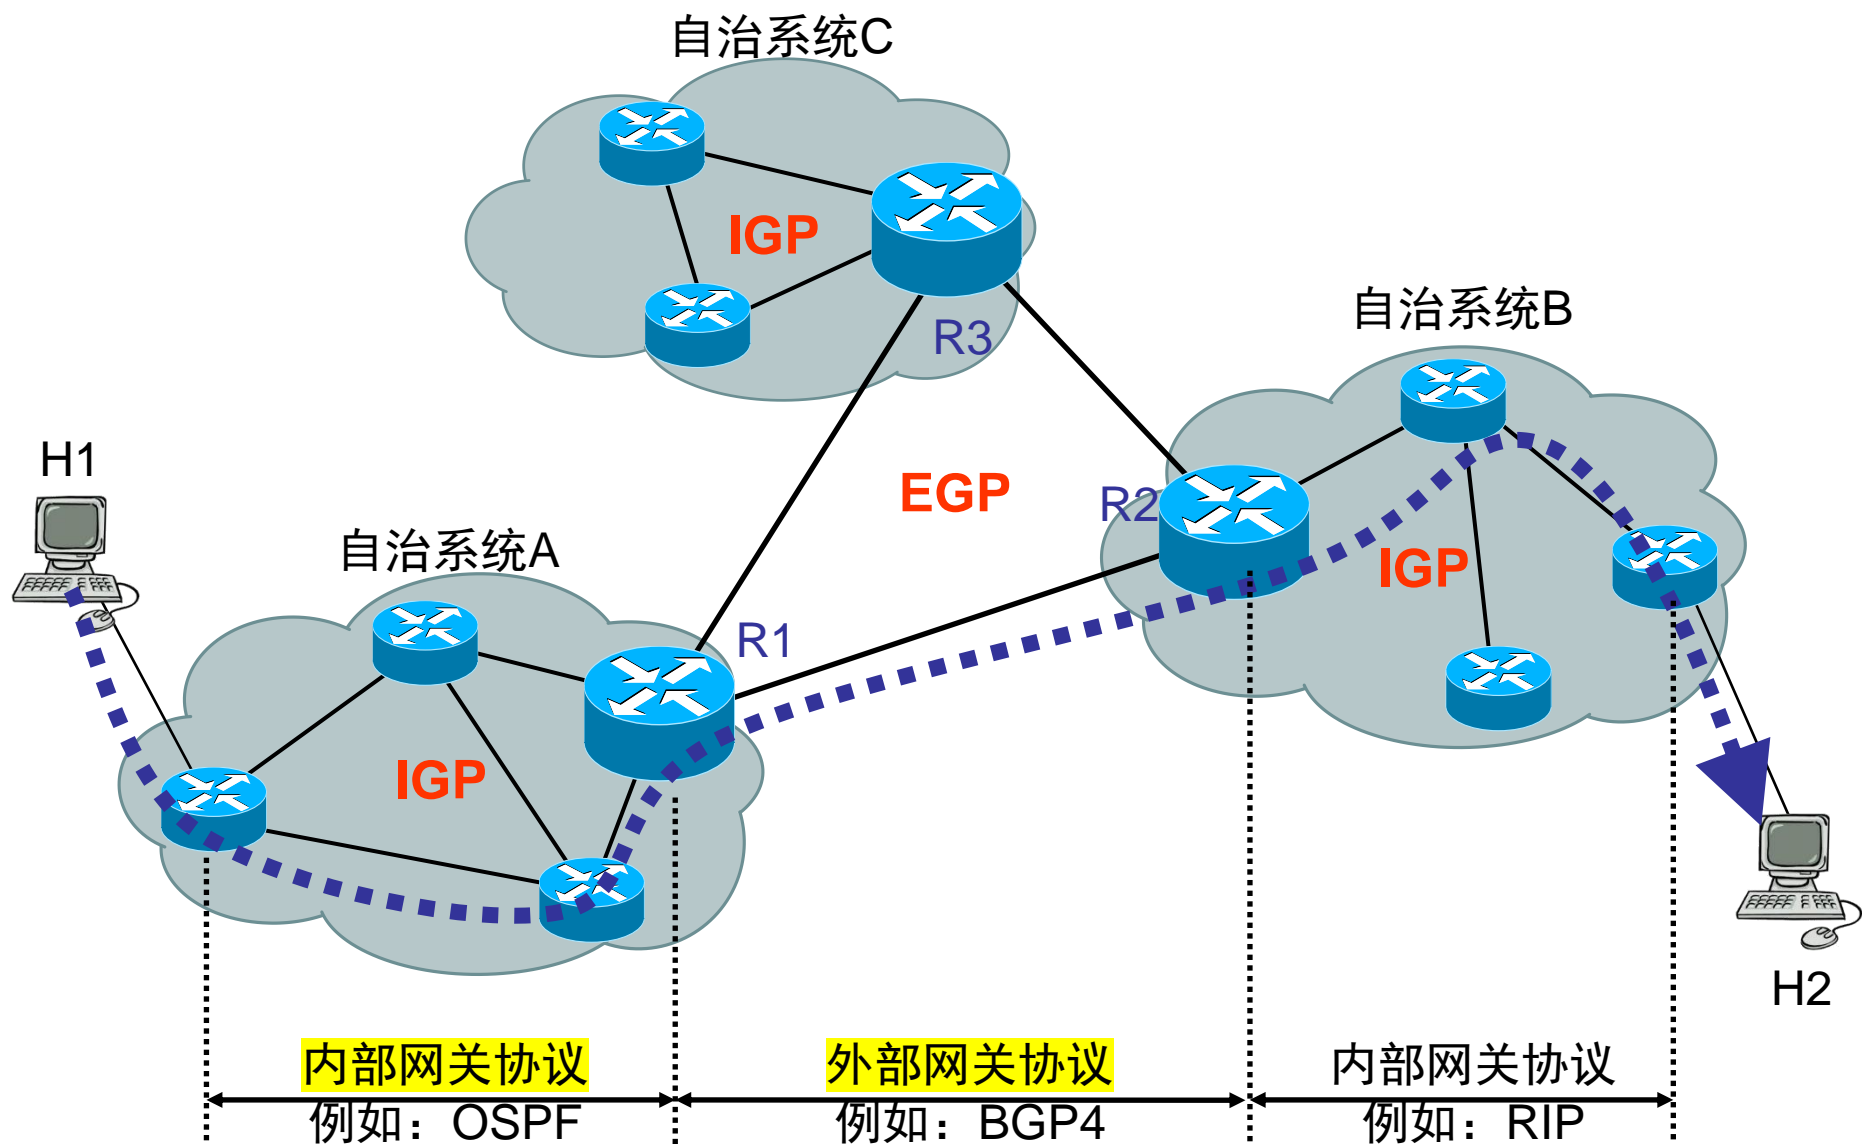 自治系统C
IGP
R3
自治系统B
H1
EGP
R2
自治系统A
IGP
R1
IGP
H2
内部网关协议
例如：OSPF
外部网关协议
例如：BGP4
内部网关协议
例如：RIP